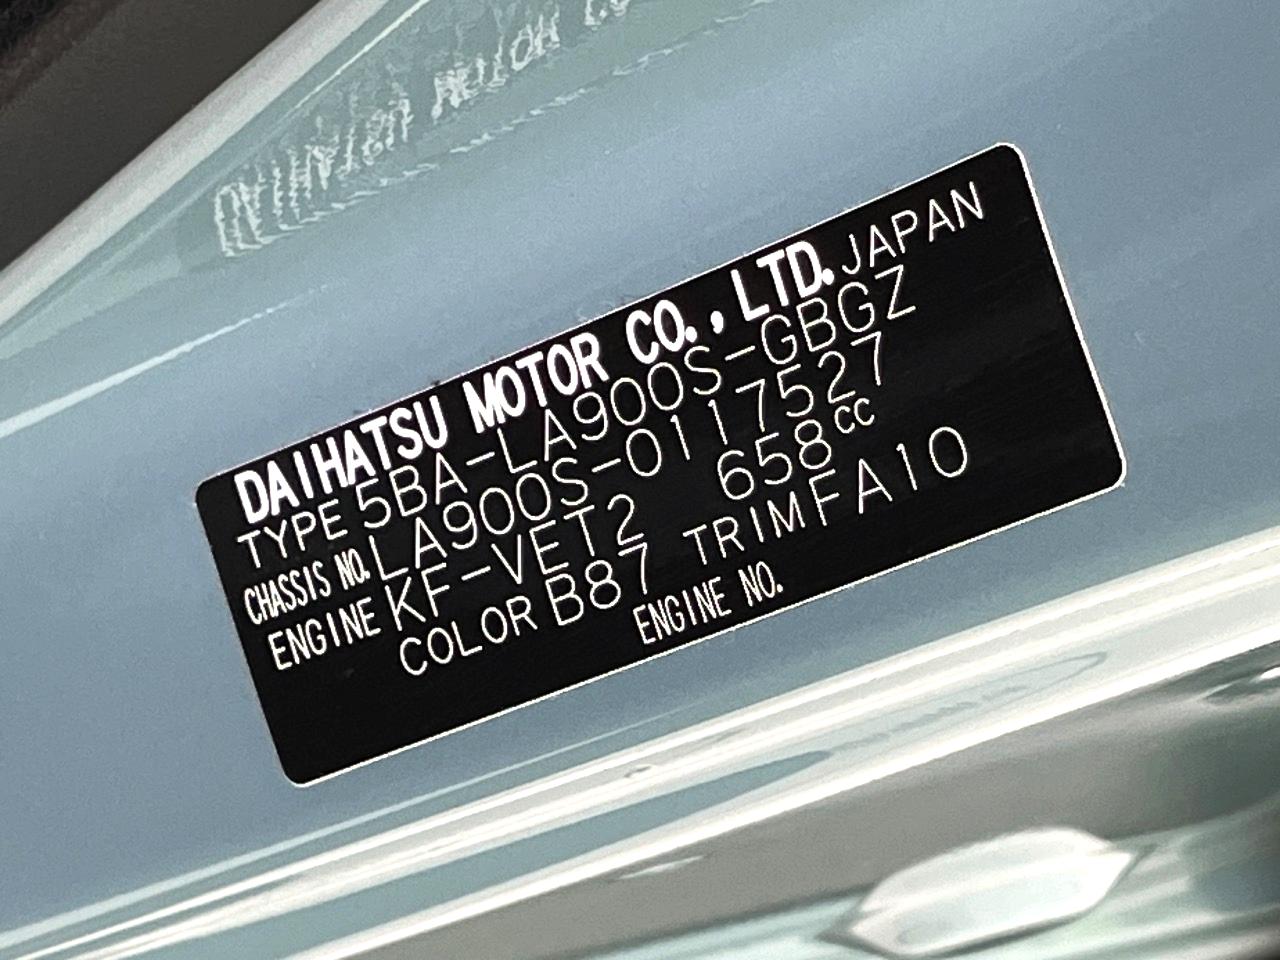 DAIHATSU MOTOR CO., LTD. JAPAN
TYPE 5BA-LA900S-GBGZ
CHASSIS NO. LA900S-0117527
ENGINE KF-VET2 658cc
COLOR B87 TRIM FA10
ENGINE NO.